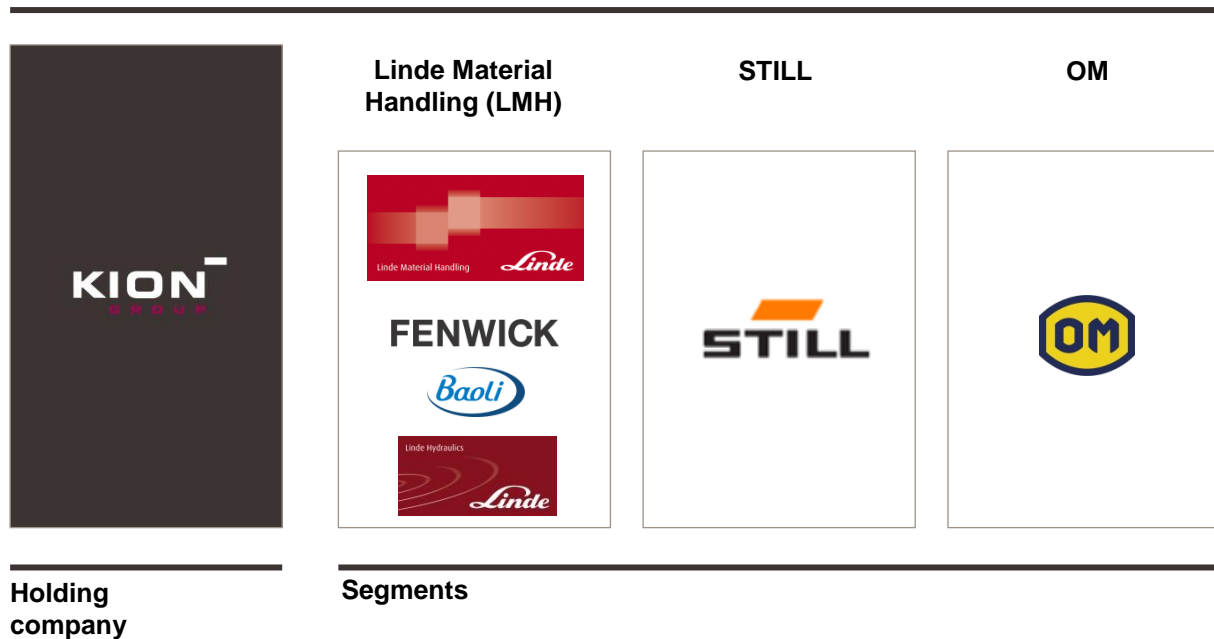 Linde Material
Handling (LMH)
STILL
OM
KION
GROUP
Linde Material Handling
Linde
FENWICK
Baoli
Linde Hydraulics
Linde
STILL
OM
Holding
company
Segments